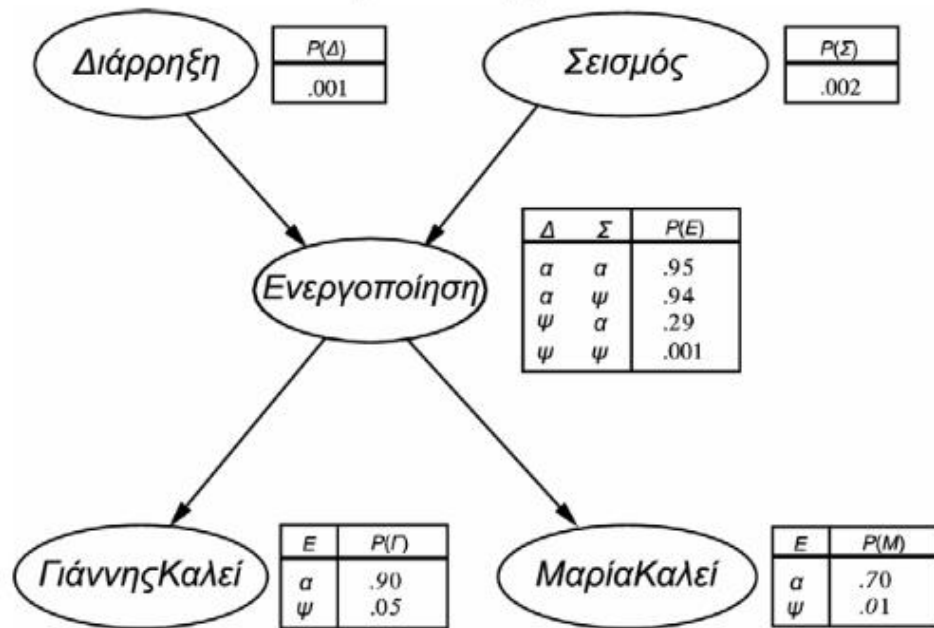 Διάρρηξη
P(Δ)
.001
Σεισμός
P(Σ)
.002
Ενεργοποίηση
Δ Σ P(E)
α α .95
α ψ .94
ψ α .29
ψ ψ .001
ΓιάννηςΚαλεί
E P(Γ)
α .90
ψ .05
ΜαρίαΚαλεί
E P(M)
α .70
ψ .01